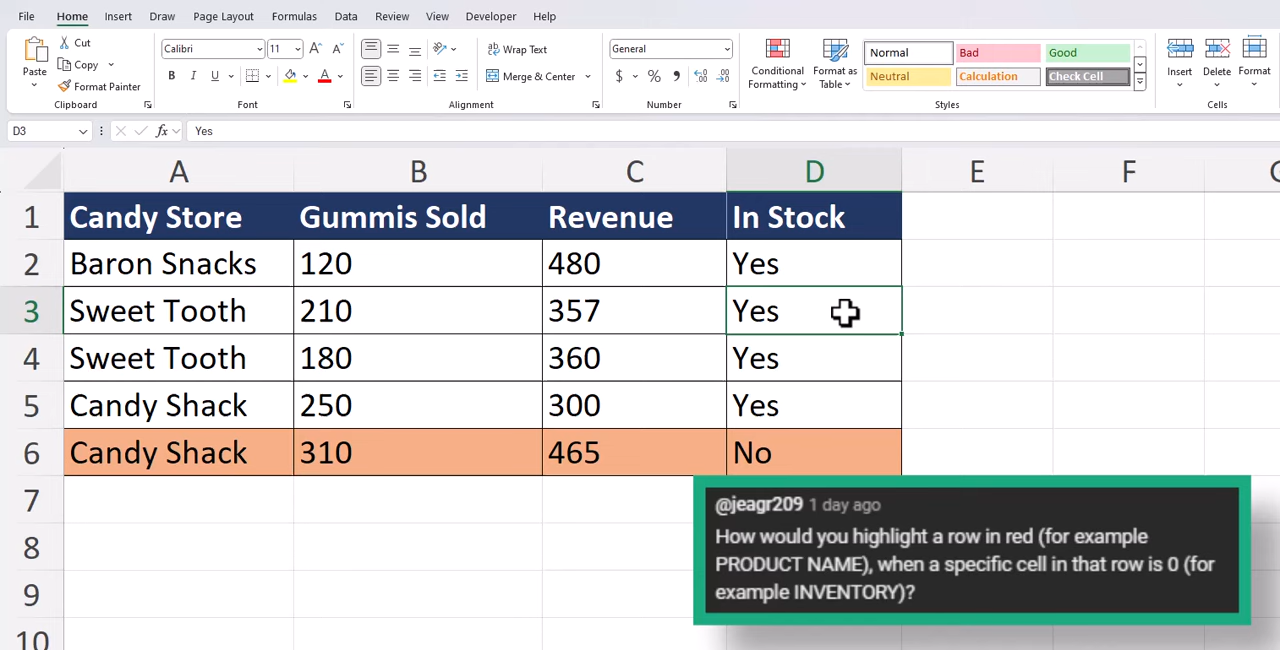 File Home Insert Draw Page Layout Formulas Data Review View Developer Help
Paste Cut Copy Format Painter Clipboard
Calibri 11 A A B I U A Font
ab Wrap Text Merge & Center Alignment
General $ % 9 .00 Number
Conditional Formatting Format as Table
Normal Bad Good
Neutral Calculation Check Cell
Styles
Insert Delete Format
Cells
D3 fx Yes
A B C D E F
1 Candy Store Gummis Sold Revenue In Stock
2 Baron Snacks 120 480 Yes
3 Sweet Tooth 210 357 Yes
4 Sweet Tooth 180 360 Yes
5 Candy Shack 250 300 Yes
6 Candy Shack 310 465 No
7
8
9
10
@jeagr209 1 day ago
How would you highlight a row in red (for example
PRODUCT NAME), when a specific cell in that row is 0 (for
example INVENTORY)?